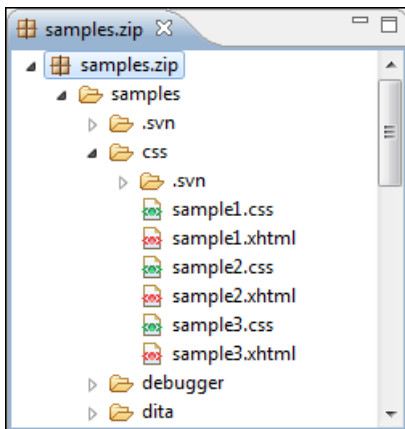 samples.zip
samples.zip
samples
.svn
css
.svn
sample1.css
sample1.xhtml
sample2.css
sample2.xhtml
sample3.css
sample3.xhtml
debugger
dita